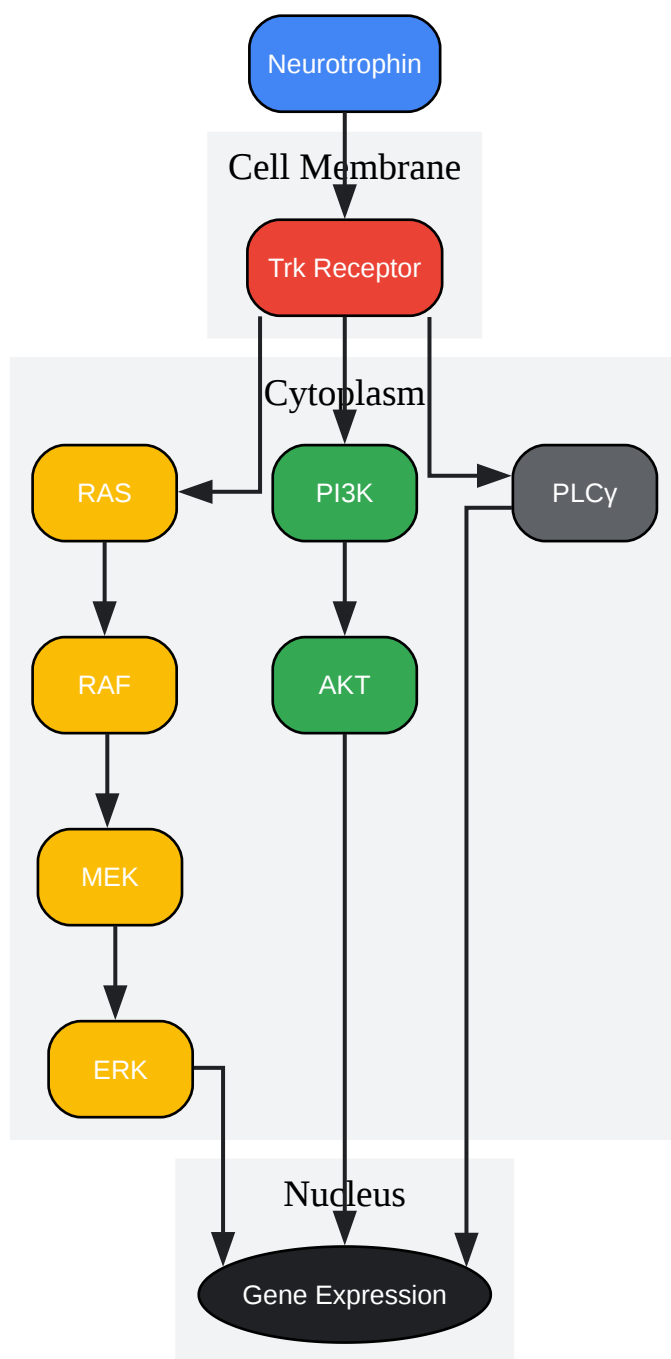 Neurotrophin
Cell Membrane
Trk Receptor
Cytoplasm
RAS
PI3K
PLCγ
RAF
AKT
MEK
ERK
Nucleus
Gene Expression